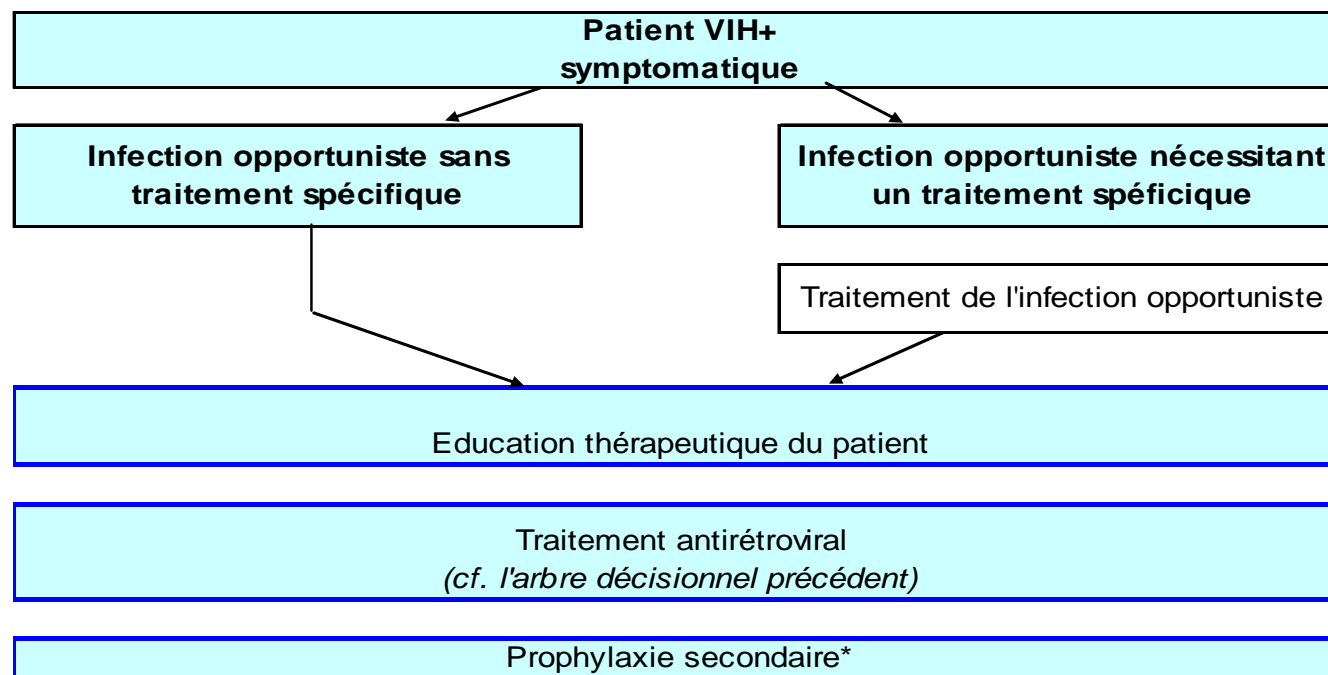 Patient VIH+
symptomatique
Infection opportuniste sans
traitement spécifique
Infection opportuniste nécessitant
un traitement spéficique
Traitement de l'infection opportuniste
Education thérapeutique du patient
Traitement antirétroviral
(cf. l'arbre décisionnel précédent)
Prophylaxie secondaire*